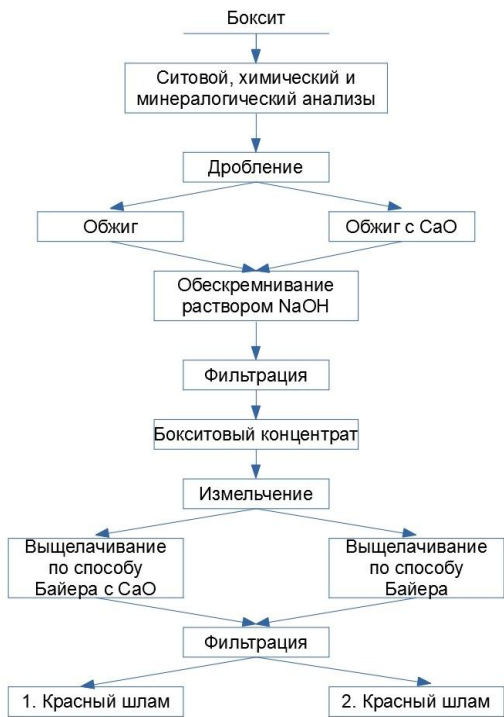 Боксит
Ситовой, химический и
минералогический анализы
Дробление
Обжиг
Обжиг с CaO
Обескремнивание
раствором NaOH
Фильтрация
Бокситовый концентрат
Измельчение
Выщелачивание
по способу
Байера с CaO
Выщелачивание
по способу
Байера
Фильтрация
1. Красный шлам
2. Красный шлам